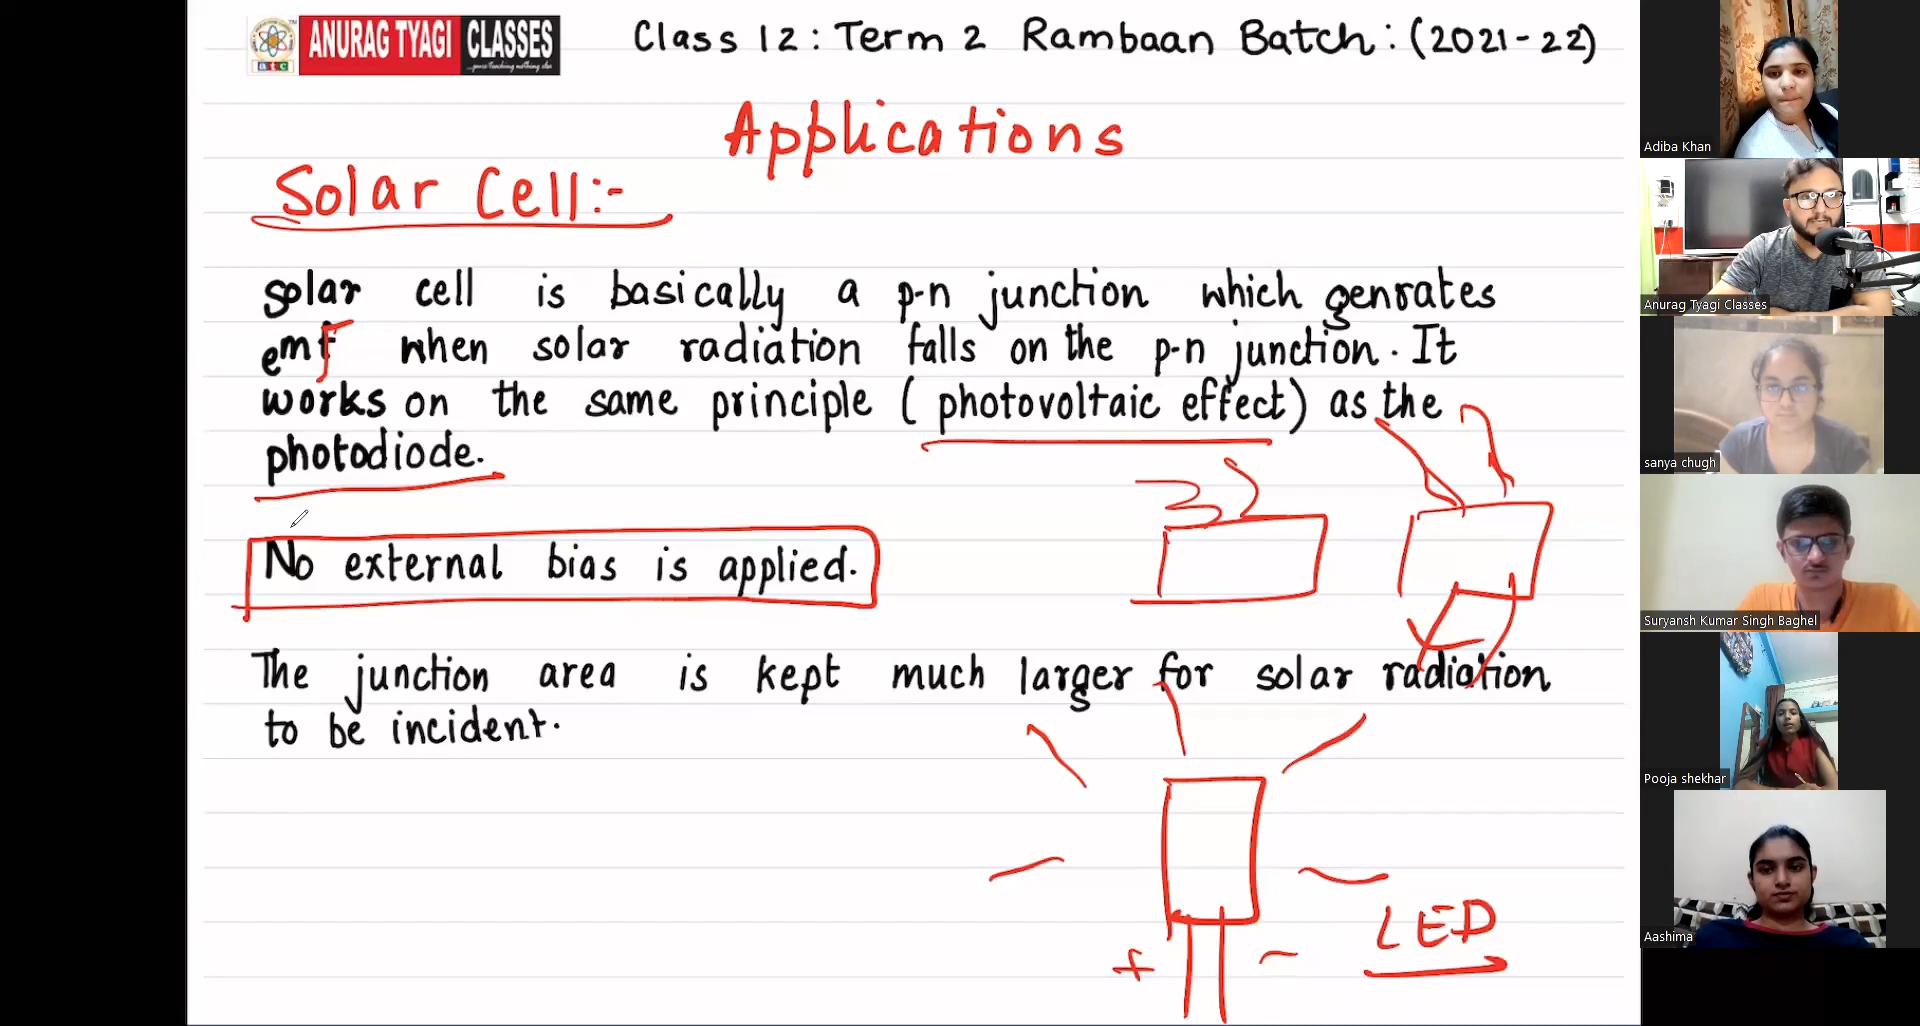 ANURAG TYAGI CLASSES
Class 12: Term 2 Rambaan Batch: (2021-22)
Applications
Solar Cell:-
solar cell is basically a p-n junction which genrates
emf when solar radiation falls on the p-n junction. It
works on the same principle (photovoltaic effect) as the
photodiode.
No external bias is applied.
The junction area is kept much larger for solar radiation
to be incident.
+ -
LED
Adiba Khan
Anurag Tyagi Classes
sanya chugh
Suryansh Kumar Singh Baghel
Pooja shekhar
Aashima